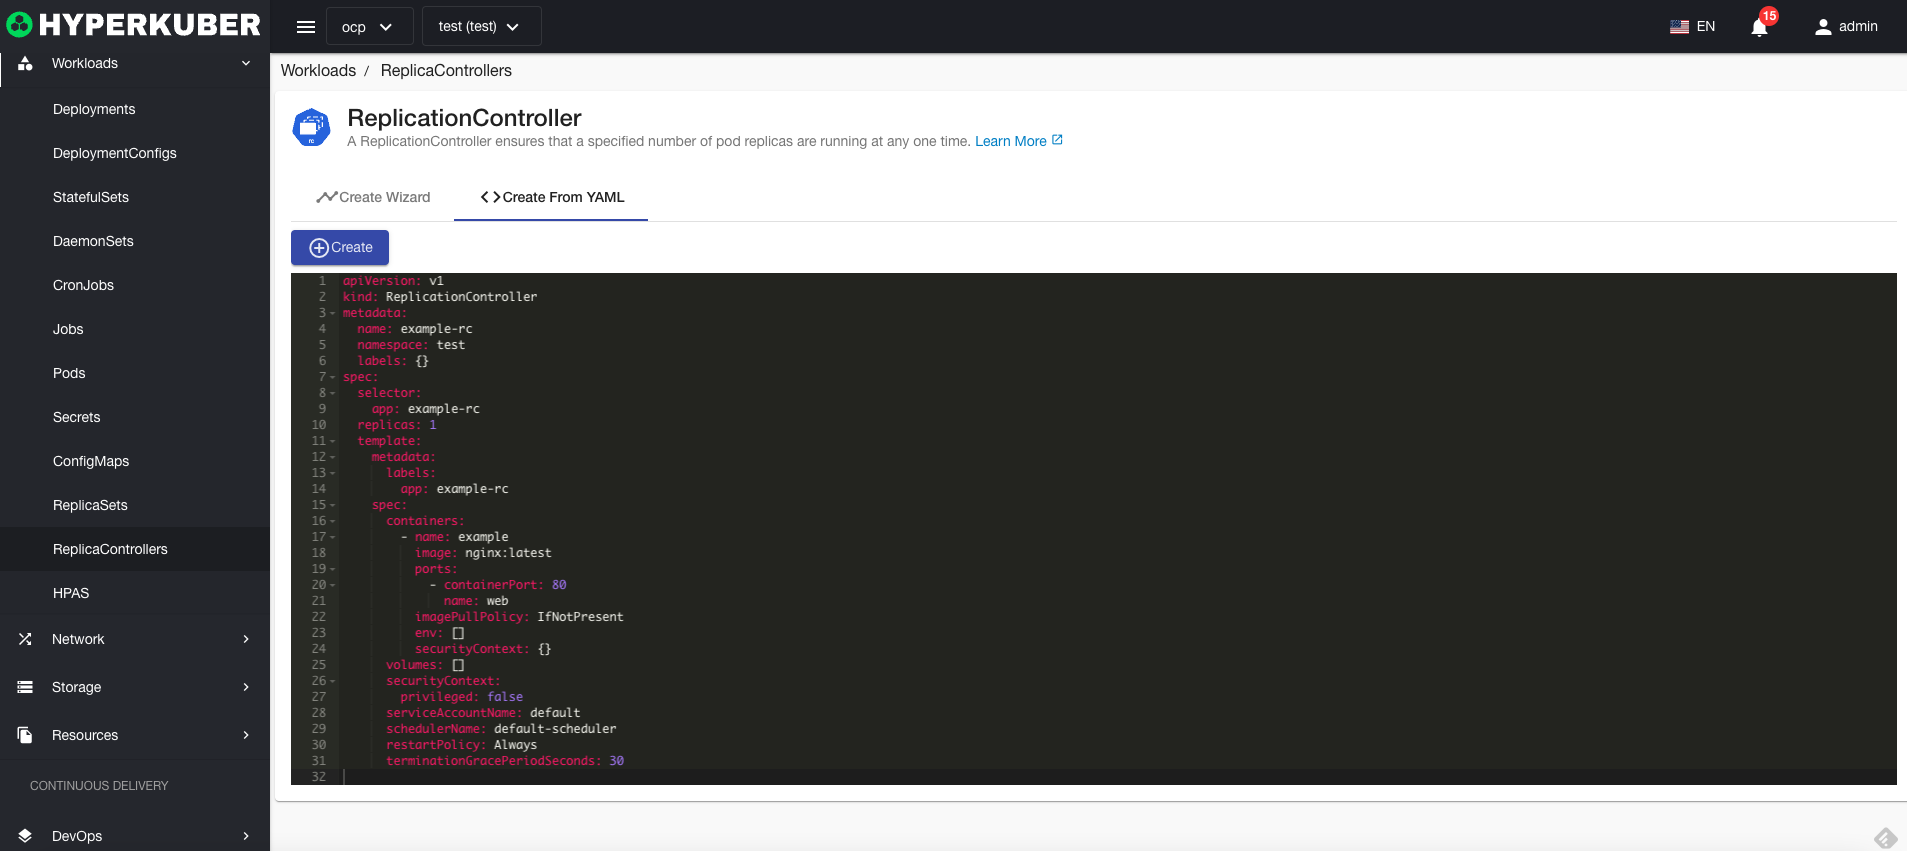 HYPERKUBER
ocp
test (test)
EN
15
admin
Workloads
Deployments
DeploymentConfigs
StatefulSets
DaemonSets
CronJobs
Jobs
Pods
Secrets
ConfigMaps
ReplicaSets
ReplicaControllers
HPAS
Network
Storage
Resources
CONTINUOUS DELIVERY
DevOps
Workloads / ReplicaControllers
rc
ReplicationController
A ReplicationController ensures that a specified number of pod replicas are running at any one time. Learn More
Create Wizard
<>Create From YAML
Create
1 apiVersion: v1
2 kind: ReplicationController
3 metadata:
4   name: example-rc
5   namespace: test
6   labels: {}
7 spec:
8   selector:
9     app: example-rc
10   replicas: 1
11   template:
12     metadata:
13       labels:
14         app: example-rc
15     spec:
16       containers:
17         - name: example
18           image: nginx:latest
19           ports:
20             - containerPort: 80
21               name: web
22           imagePullPolicy: IfNotPresent
23           env: []
24           securityContext: {}
25       volumes: []
26       securityContext:
27         privileged: false
28       serviceAccountName: default
29       schedulerName: default-scheduler
30       restartPolicy: Always
31       terminationGracePeriodSeconds: 30
32